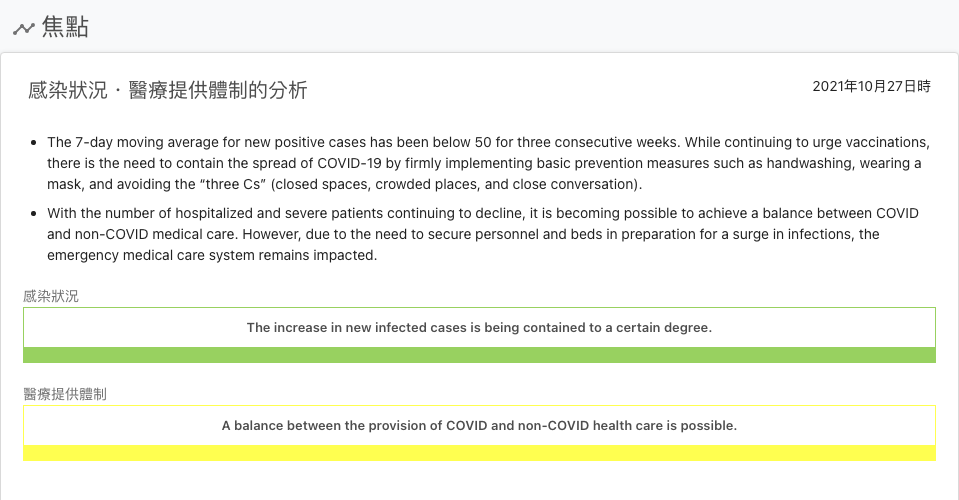 焦點
感染狀況・醫療提供體制的分析
2021年10月27日時
The 7-day moving average for new positive cases has been below 50 for three consecutive weeks. While continuing to urge vaccinations,
there is the need to contain the spread of COVID-19 by firmly implementing basic prevention measures such as handwashing, wearing a
mask, and avoiding the “three Cs” (closed spaces, crowded places, and close conversation).
With the number of hospitalized and severe patients continuing to decline, it is becoming possible to achieve a balance between COVID
and non-COVID medical care. However, due to the need to secure personnel and beds in preparation for a surge in infections, the
emergency medical care system remains impacted.
感染狀況
The increase in new infected cases is being contained to a certain degree.
醫療提供體制
A balance between the provision of COVID and non-COVID health care is possible.